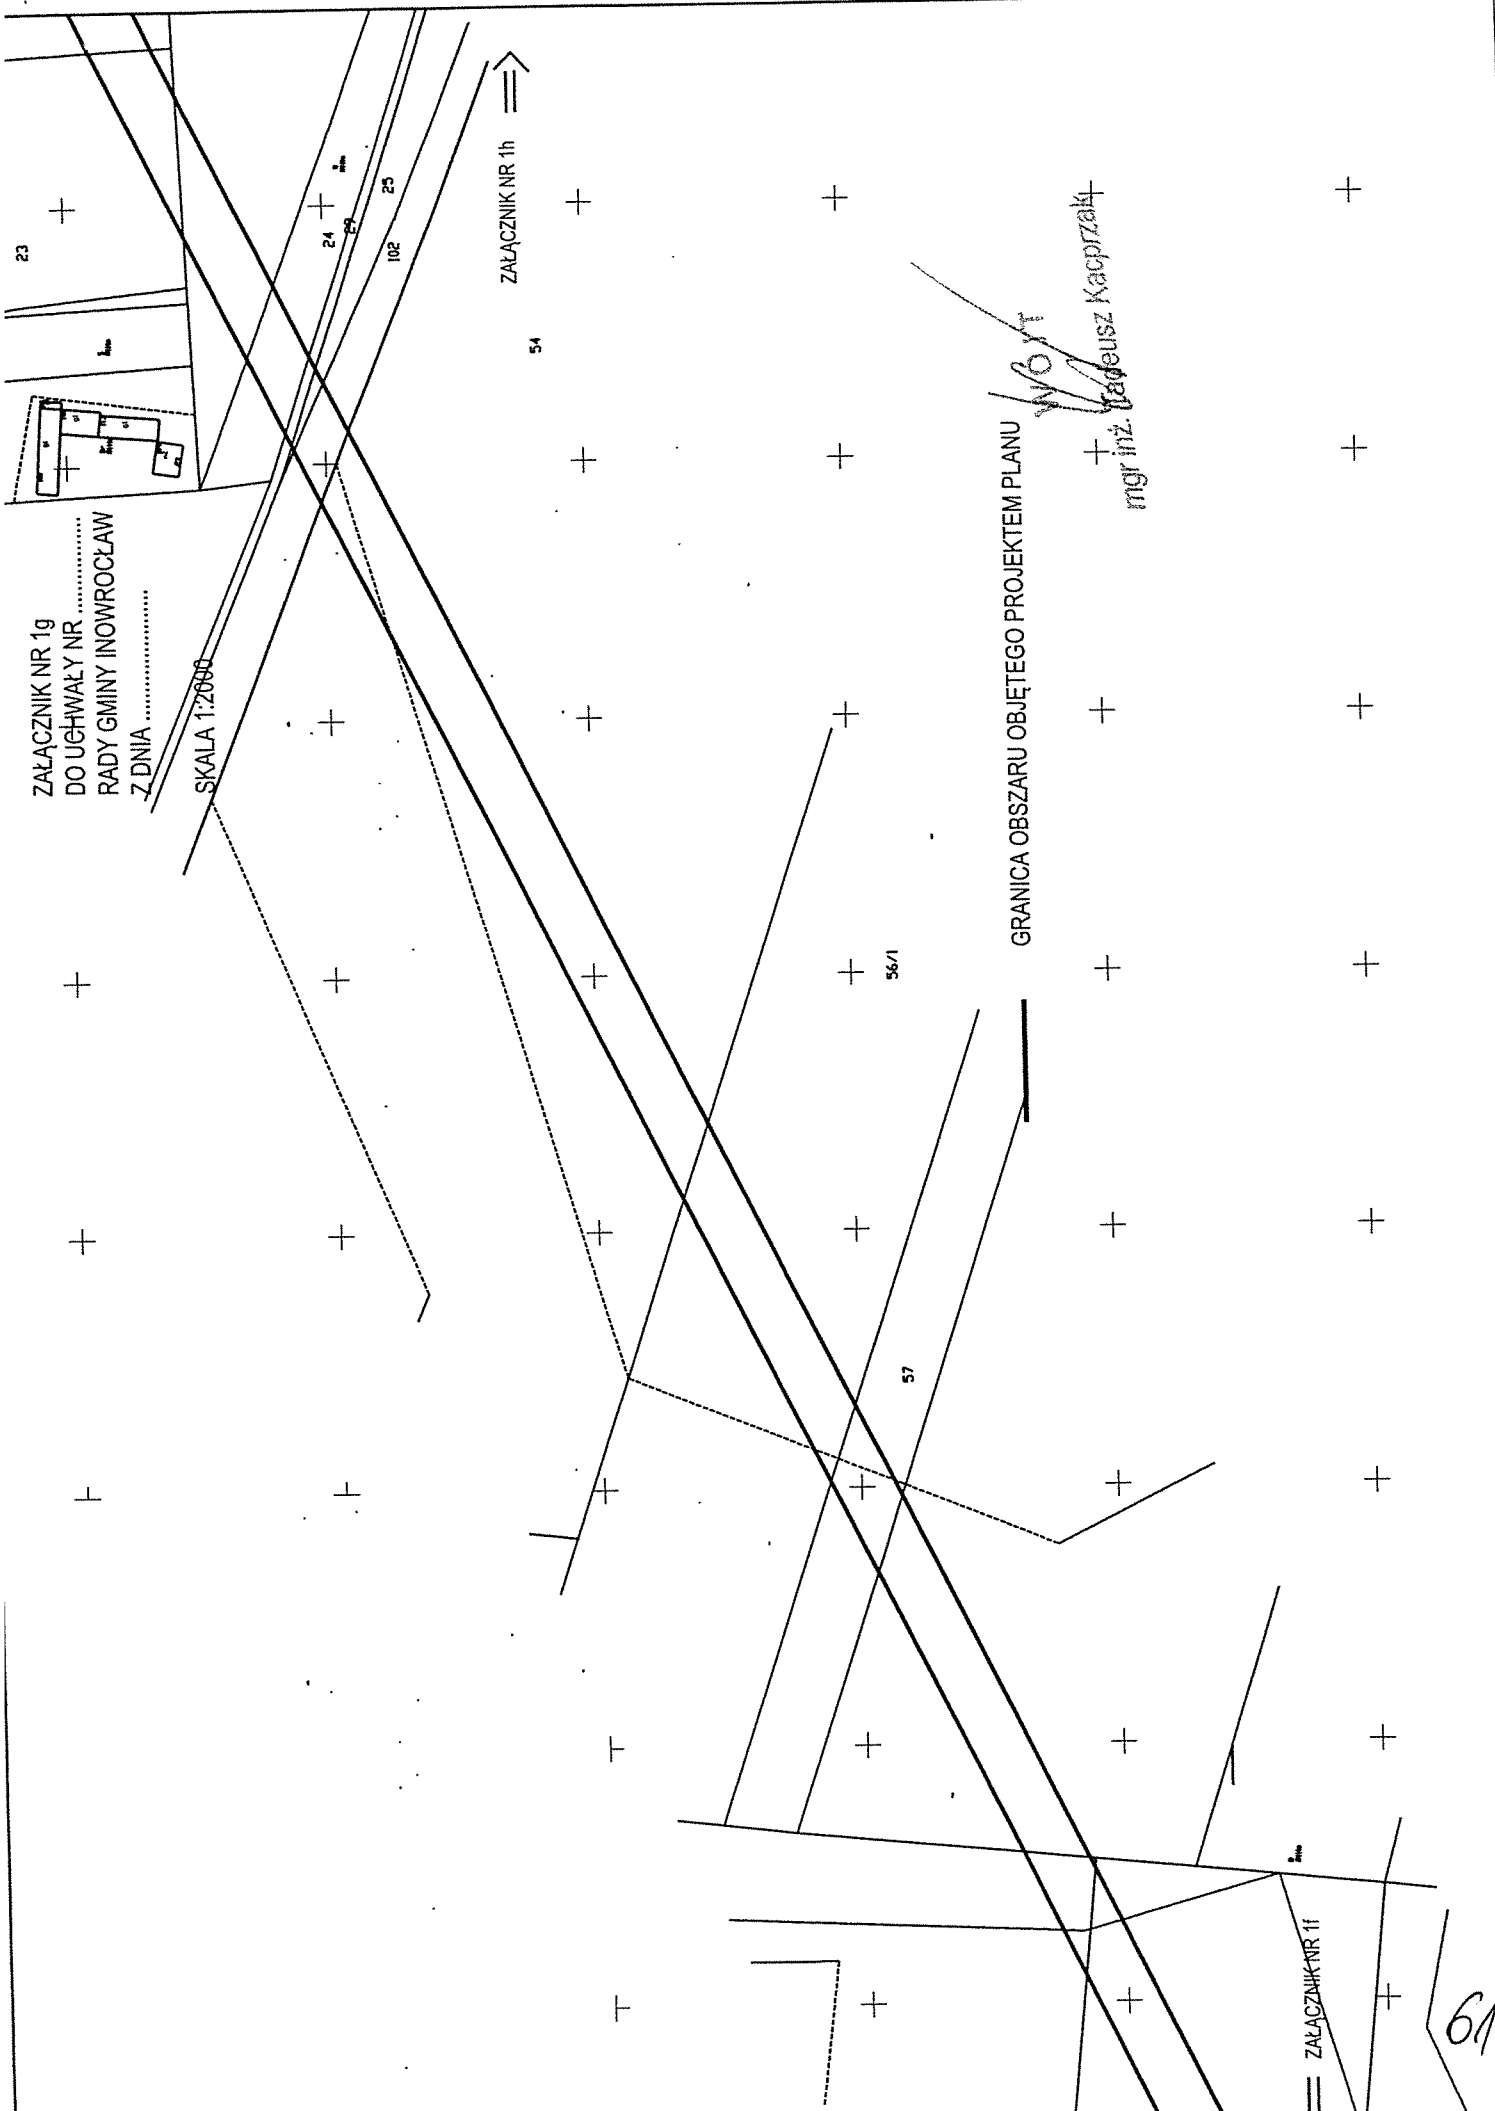 ZAŁĄCZNIK NR 1g
DO UCHWAŁY NR ................
RADY GMINY INOWROCŁAW
Z DNIA .....................
SKALA 1:2000
23
24
29
25
102
ZAŁĄCZNIK NR 1h
54
56/1
57
GRANICA OBSZARU OBJĘTEGO PROJEKTEM PLANU
WÓJT
mgr inż. Tadeusz Kacprzak
ZAŁĄCZNIK NR 1f
61